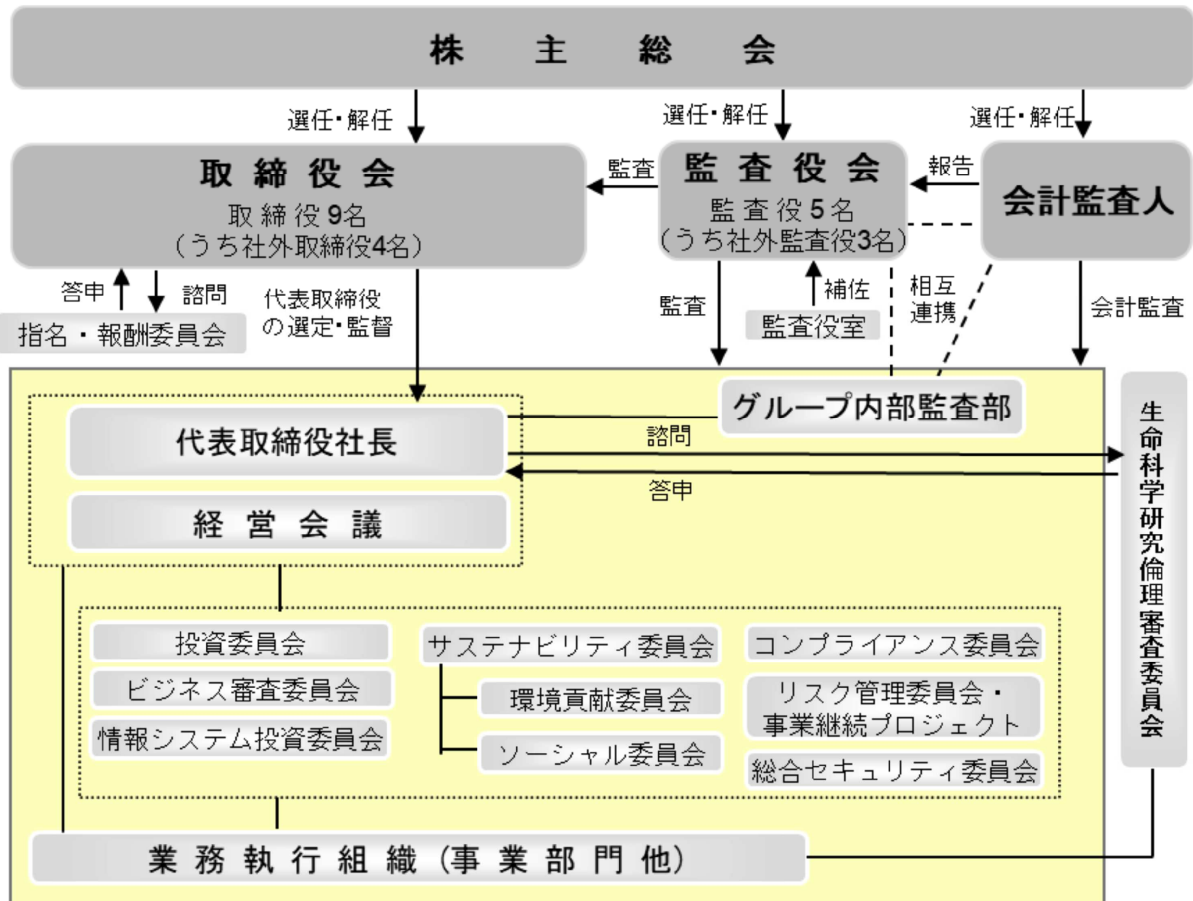 株主総会
選任・解任
選任・解任
選任・解任
取締役会
取締役9名
(うち社外取締役4名)
監査
監査役会
監査役5名
(うち社外監査役3名)
報告
会計監査人
答申
諮問
代表取締役
の選定・監督
監査
補佐
相互
連携
会計監査
指名・報酬委員会
監査役室
グループ内部監査部
代表取締役社長
諮問
答申
経営会議
生命科学研究倫理審査委員会
投資委員会
ビジネス審査委員会
情報システム投資委員会
サステナビリティ委員会
環境貢献委員会
ソーシャル委員会
コンプライアンス委員会
リスク管理委員会・
事業継続プロジェクト
総合セキュリティ委員会
業務執行組織(事業部門他)